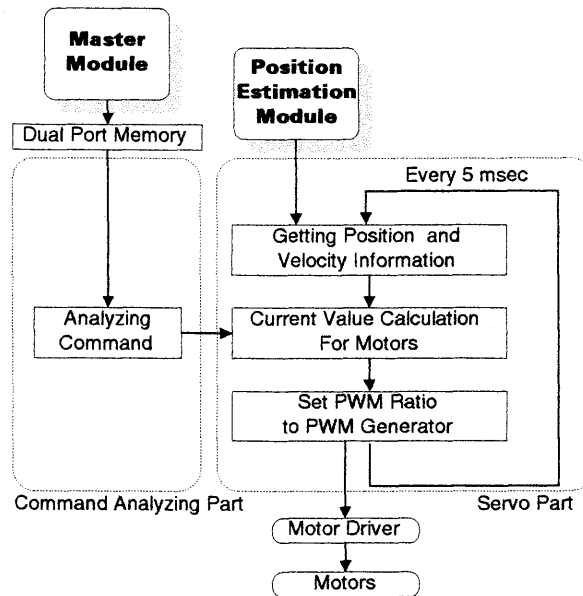 Master
Module
Position
Estimation
Module
Dual Port Memory
Every 5 msec
Getting Position and
Velocity Information
Analyzing
Command
Current Value Calculation
For Motors
Set PWM Ratio
to PWM Generator
Command Analyzing Part
Servo Part
Motor Driver
Motors